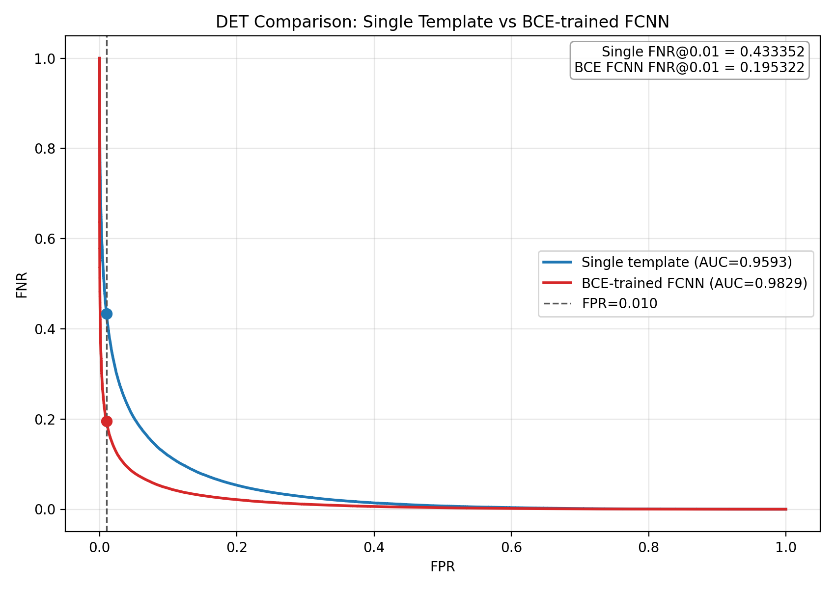 DET Comparison: Single Template vs BCE-trained FCNN
Single FNR@0.01 = 0.433352
BCE FCNN FNR@0.01 = 0.195322
1.0
0.8
0.6
0.4
0.2
0.0
FNR
Single template (AUC=0.9593)
BCE-trained FCNN (AUC=0.9829)
FPR=0.010
0.0 0.2 0.4 0.6 0.8 1.0
FPR